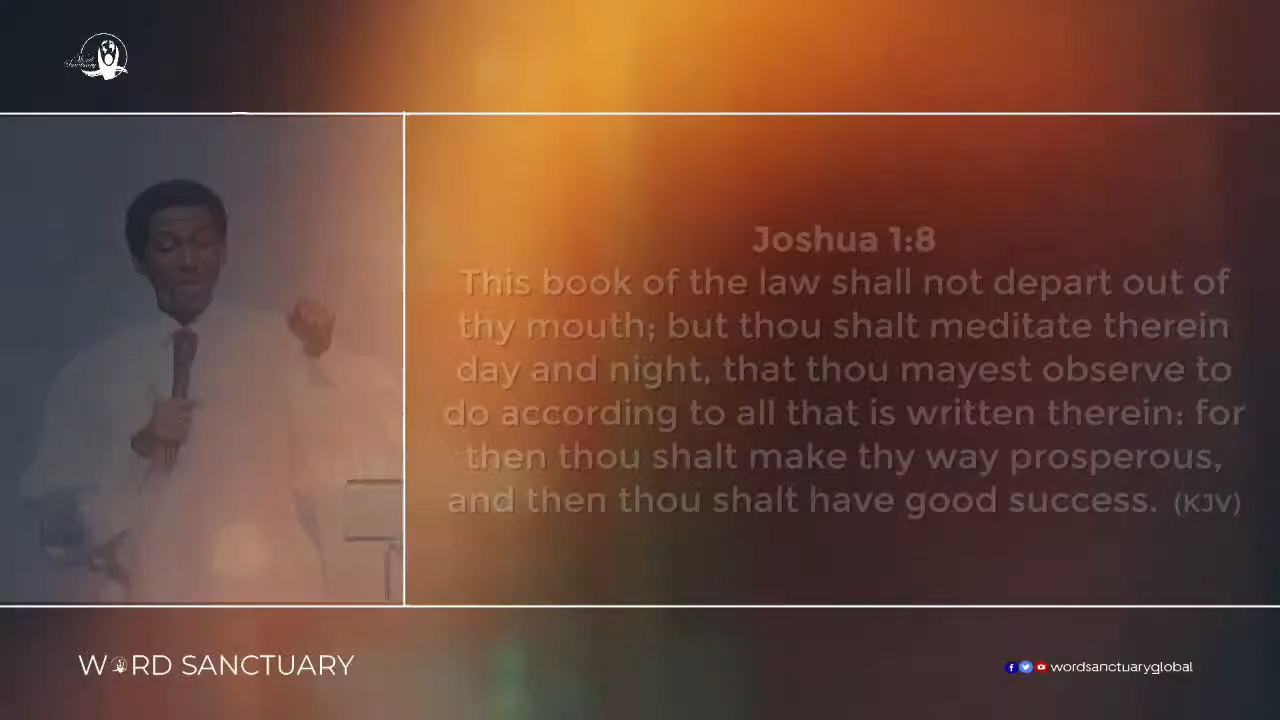 Word
Sanctuary
Joshua 1:8
This book of the law shall not depart out of
thy mouth; but thou shalt meditate therein
day and night, that thou mayest observe to
do according to all that is written therein: for
then thou shalt make thy way prosperous,
and then thou shalt have good success. (KJV)
WORD SANCTUARY
wordsanctuaryglobal